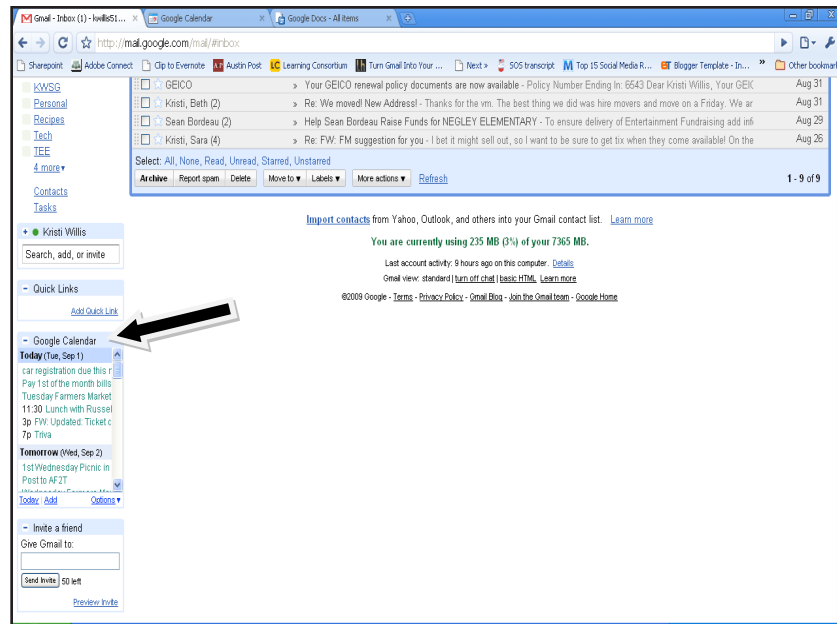 Gmail - Inbox (1) - kwillis51...
Google Calendar
Google Docs - All items
http://mail.google.com/mail/#inbox
Sharepoint Adobe Connect Clip to Evernote Austin Post Learning Consortium Turn Gmail Into Your ... Next » SOS transcript Top 15 Social Media R... Blogger Template - In... » Other bookmark
KWSG
Personal
Recipes
Tech
TEE
4 more▾
Contacts
Tasks
GEICO » Your GEICO renewal policy documents are now available - Policy Number Ending In: 6543 Dear Kristi Willis, Your GEIC Aug 31
Kristi, Beth (2) » Re: We moved! New Address! - Thanks for the vm. The best thing we did was hire movers and move on a Friday. We ar Aug 31
Sean Bordeau (2) » Help Sean Bordeau Raise Funds for NEGLEY ELEMENTARY - To ensure delivery of Entertainment Fundraising add inf Aug 29
Kristi, Sara (4) » Re: FW: FM suggestion for you - I bet it might sell out, so I want to be sure to get tix when they come available! On the Aug 26
Select: All, None, Read, Unread, Starred, Unstarred
Archive Report spam Delete Move to ▾ Labels ▾ More actions ▾ Refresh 1 - 9 of 9
Import contacts from Yahoo, Outlook, and others into your Gmail contact list. Learn more
You are currently using 235 MB (3%) of your 7365 MB.
Last account activity: 9 hours ago on this computer. Details
Gmail view: standard | turn off chat | basic HTML Learn more
©2009 Google - Terms - Privacy Policy - Gmail Blog - Join the Gmail team - Google Home
+ Kristi Willis
Search, add, or invite
− Quick Links
Add Quick Link
− Google Calendar
Today (Tue, Sep 1)
car registration due this r
Pay 1st of the month bills
Tuesday Farmers Market
11:30 Lunch with Russel
3p FW: Updated: Ticket c
7p Triva
Tomorrow (Wed, Sep 2)
1st Wednesday Picnic in
Post to AF2T
Today | Add Options ▾
− Invite a friend
Give Gmail to:
Send Invite 50 left
Preview Invite